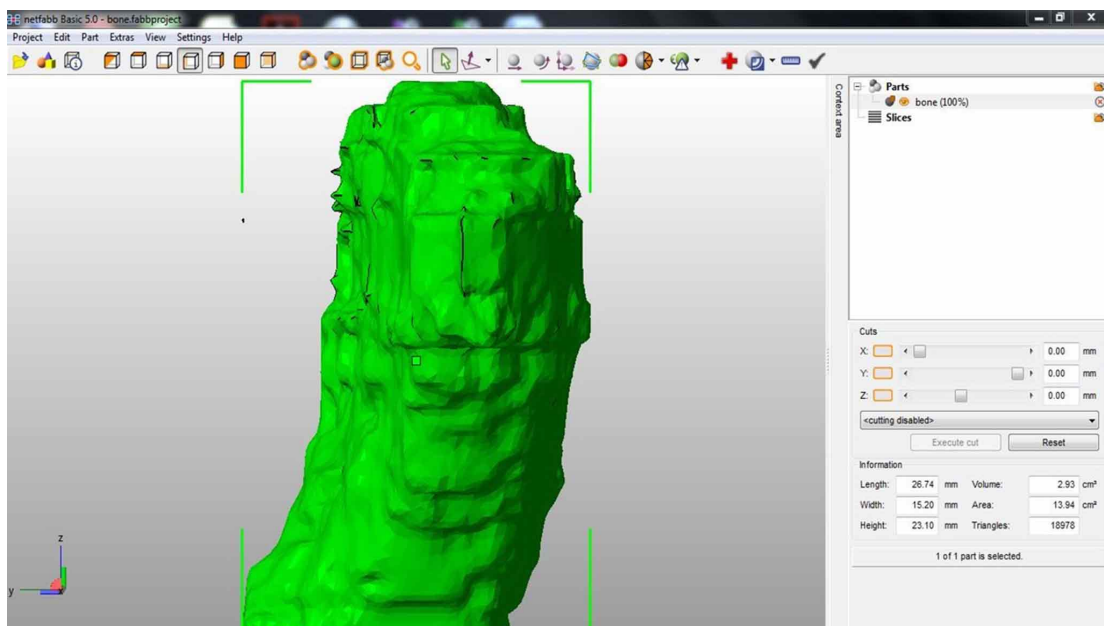 netfabb Basic 5.0 - bone.fabbproject
Project Edit Part Extras View Settings Help
Context area
Parts
bone (100%)
Slices
Cuts
X: 0.00 mm
Y: 0.00 mm
Z: 0.00 mm
<cutting disabled>
Execute cut Reset
Information
Length: 26.74 mm Volume: 2.93 cm³
Width: 15.20 mm Area: 13.94 cm²
Height: 23.10 mm Triangles: 18978
1 of 1 part is selected.
z
y